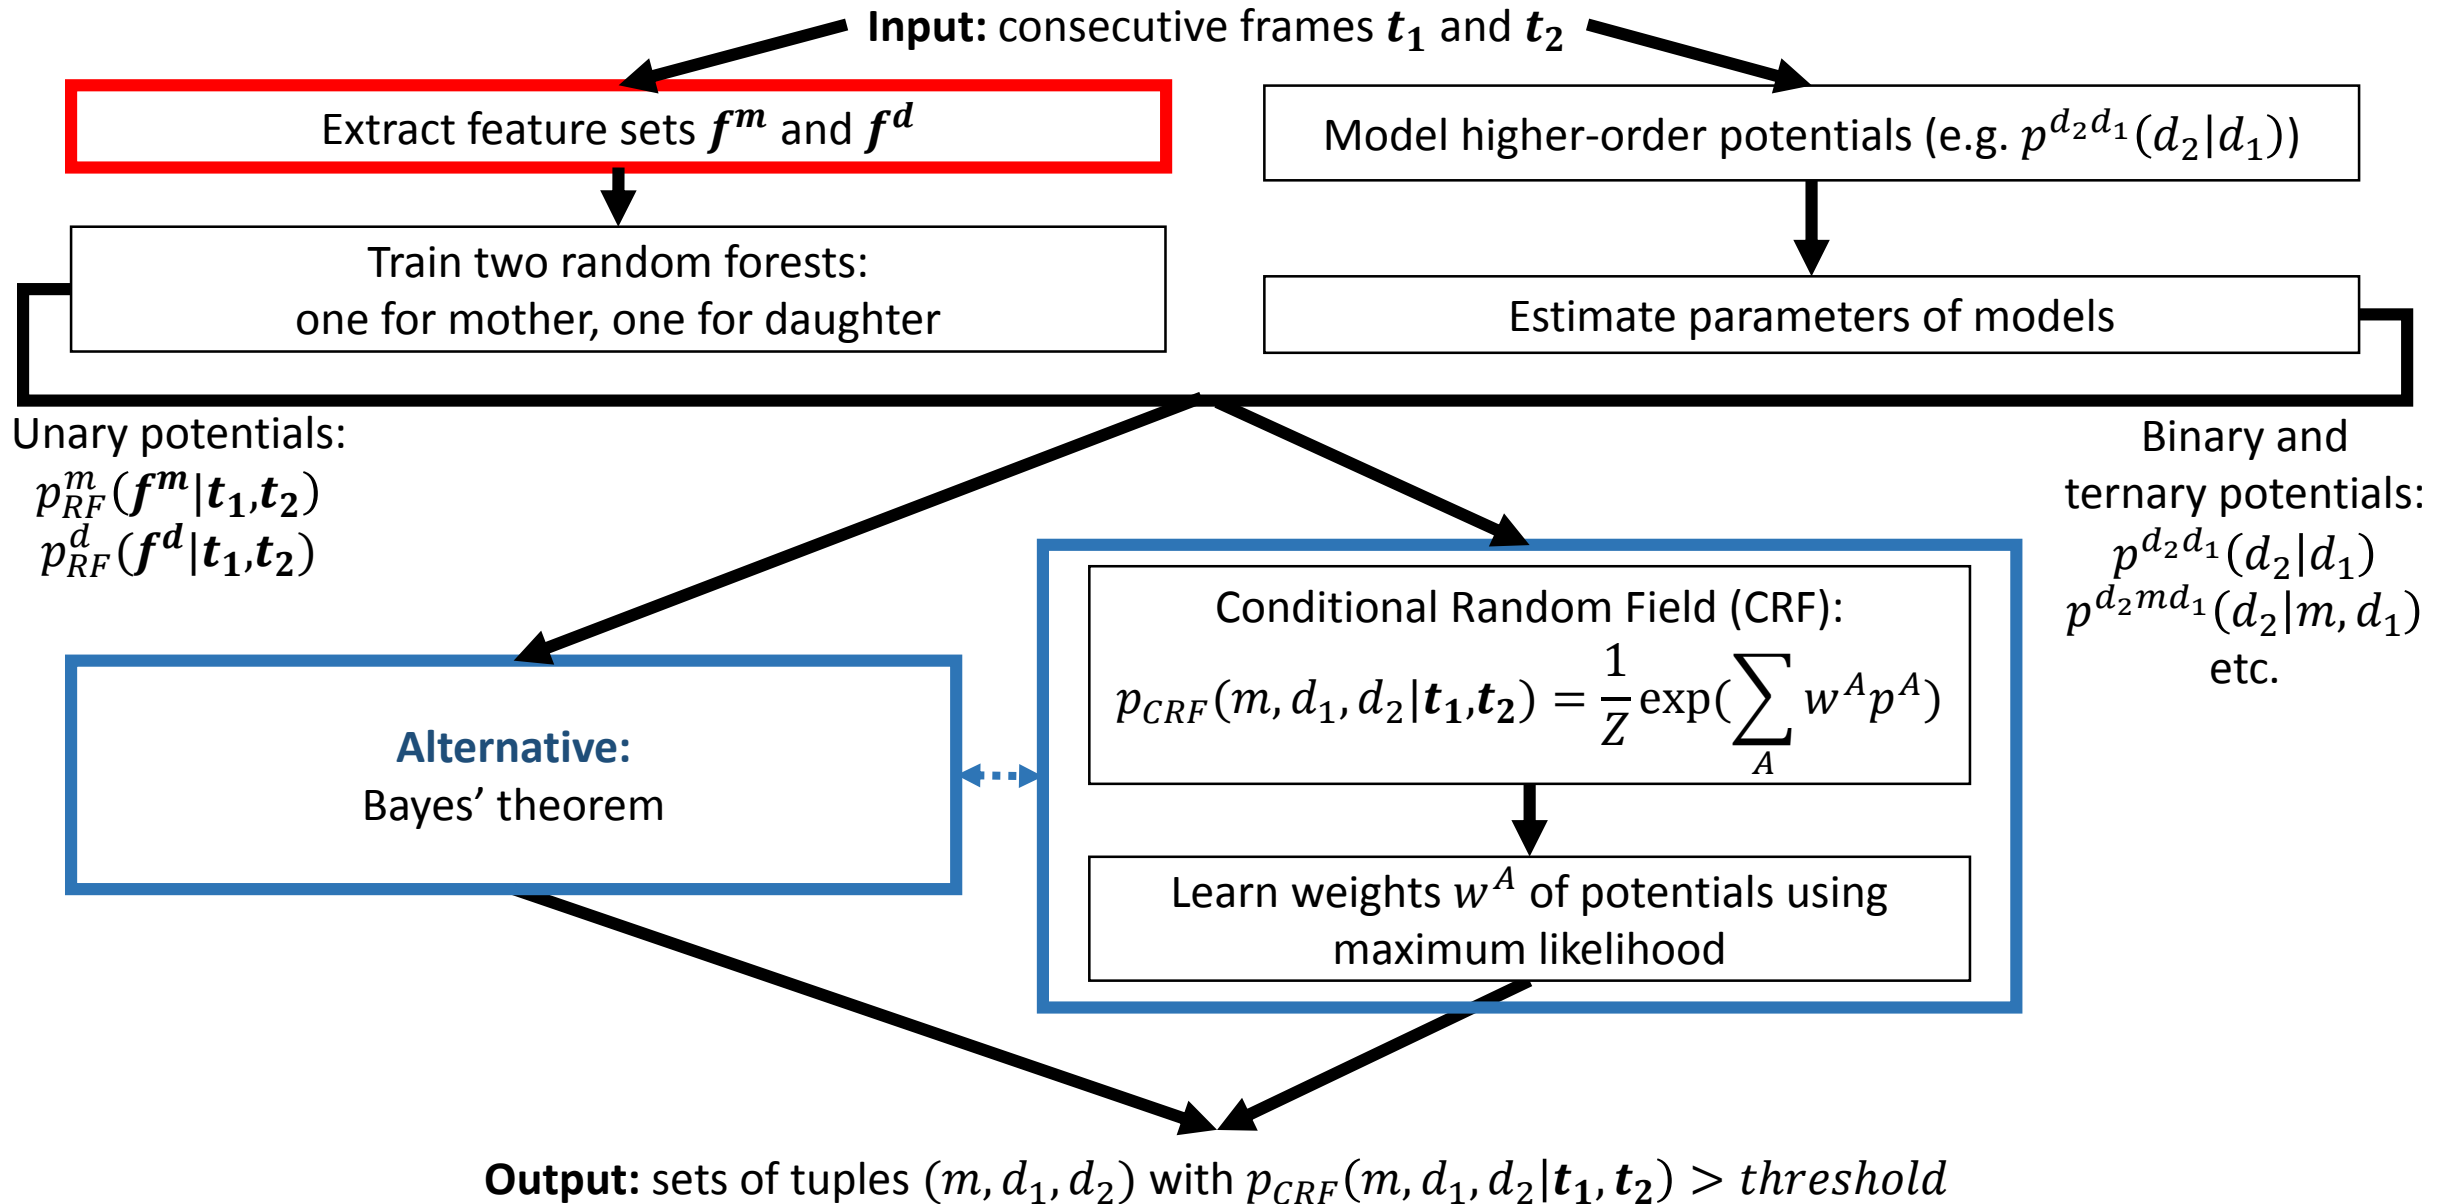 Input: consecutive frames t₁ and t₂
Extract feature sets fᵐ and fᵈ
Model higher-order potentials (e.g. p^{d₂d₁}(d₂|d₁))
Train two random forests:
one for mother, one for daughter
Estimate parameters of models
Unary potentials:
p_{RF}^{m}(fᵐ|t₁,t₂)
p_{RF}^{d}(fᵈ|t₁,t₂)
Binary and
ternary potentials:
p^{d₂d₁}(d₂|d₁)
p^{d₂md₁}(d₂|m, d₁)
etc.
Conditional Random Field (CRF):
p_{CRF}(m, d₁, d₂|t₁,t₂) = \frac{1}{Z} exp(∑_{A} w^A p^A)
Alternative:
Bayes’ theorem
Learn weights w^A of potentials using
maximum likelihood
Output: sets of tuples (m, d₁, d₂) with p_{CRF}(m, d₁, d₂|t₁, t₂) > threshold